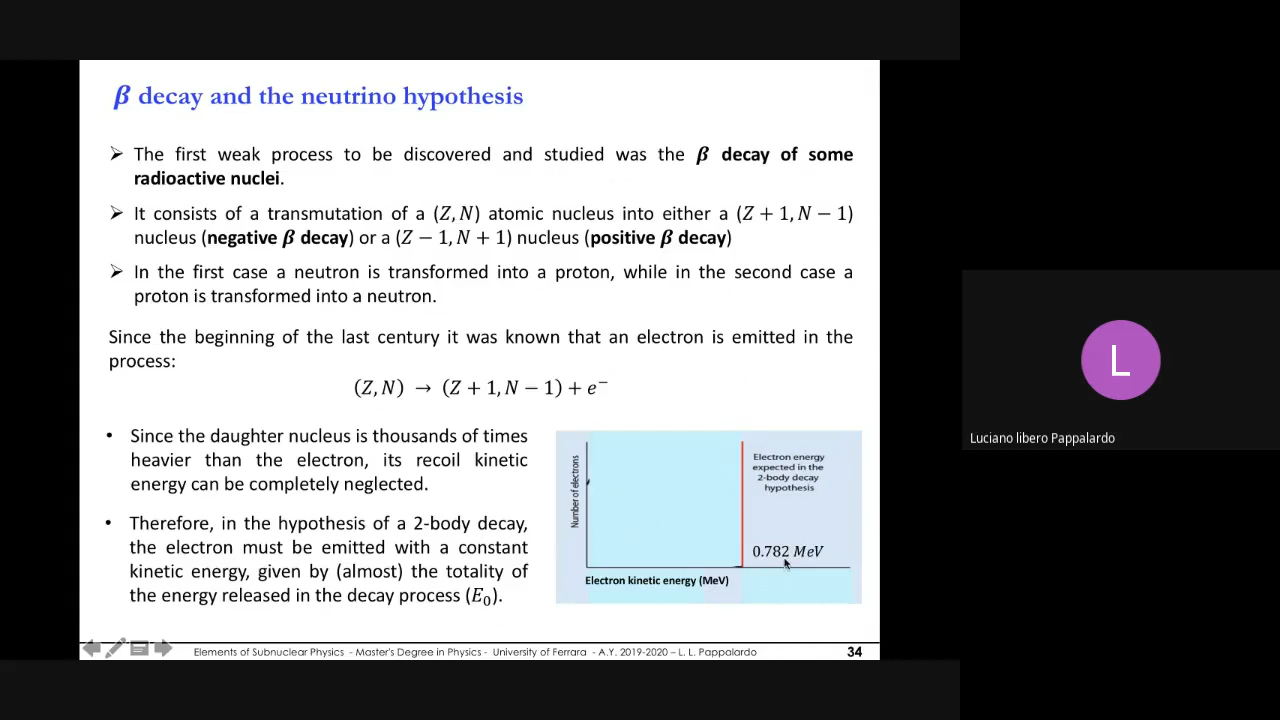 β decay and the neutrino hypothesis
➢ The first weak process to be discovered and studied was the β decay of some
radioactive nuclei.
➢ It consists of a transmutation of a (Z, N) atomic nucleus into either a (Z + 1, N − 1)
nucleus (negative β decay) or a (Z − 1, N + 1) nucleus (positive β decay)
➢ In the first case a neutron is transformed into a proton, while in the second case a
proton is transformed into a neutron.
Since the beginning of the last century it was known that an electron is emitted in the
process:
(Z, N) → (Z + 1, N − 1) + e⁻
• Since the daughter nucleus is thousands of times
heavier than the electron, its recoil kinetic
energy can be completely neglected.
• Therefore, in the hypothesis of a 2-body decay,
the electron must be emitted with a constant
kinetic energy, given by (almost) the totality of
the energy released in the decay process (E₀).
Number of electrons
Electron energy
expected in the
2-body decay
hypothesis
0.782 MeV
Electron kinetic energy (MeV)
Elements of Subnuclear Physics - Master's Degree in Physics - University of Ferrara - A.Y. 2019-2020 – L. L. Pappalardo
34
L
Luciano libero Pappalardo